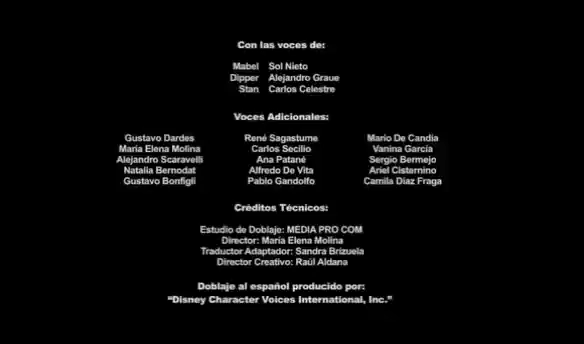 Con las voces de:
Mabel Sol Nieto
Dipper Alejandro Graue
Stan Carlos Celestre
Voces Adicionales:
Gustavo Dardes René Sagastume Mario De Candia
María Elena Molina Carlos Secilio Vanina García
Alejandro Scaravelli Ana Patané Sergio Bermejo
Natalia Bernodat Alfredo De Vita Ariel Cisternino
Gustavo Bonfigli Pablo Gandolfo Camila Diaz Fraga
Créditos Técnicos:
Estudio de Doblaje: MEDIA PRO COM
Director: María Elena Molina
Traductor Adaptador: Sandra Brizuela
Director Creativo: Raúl Aldana
Doblaje al español producido por:
“Disney Character Voices International, Inc.”